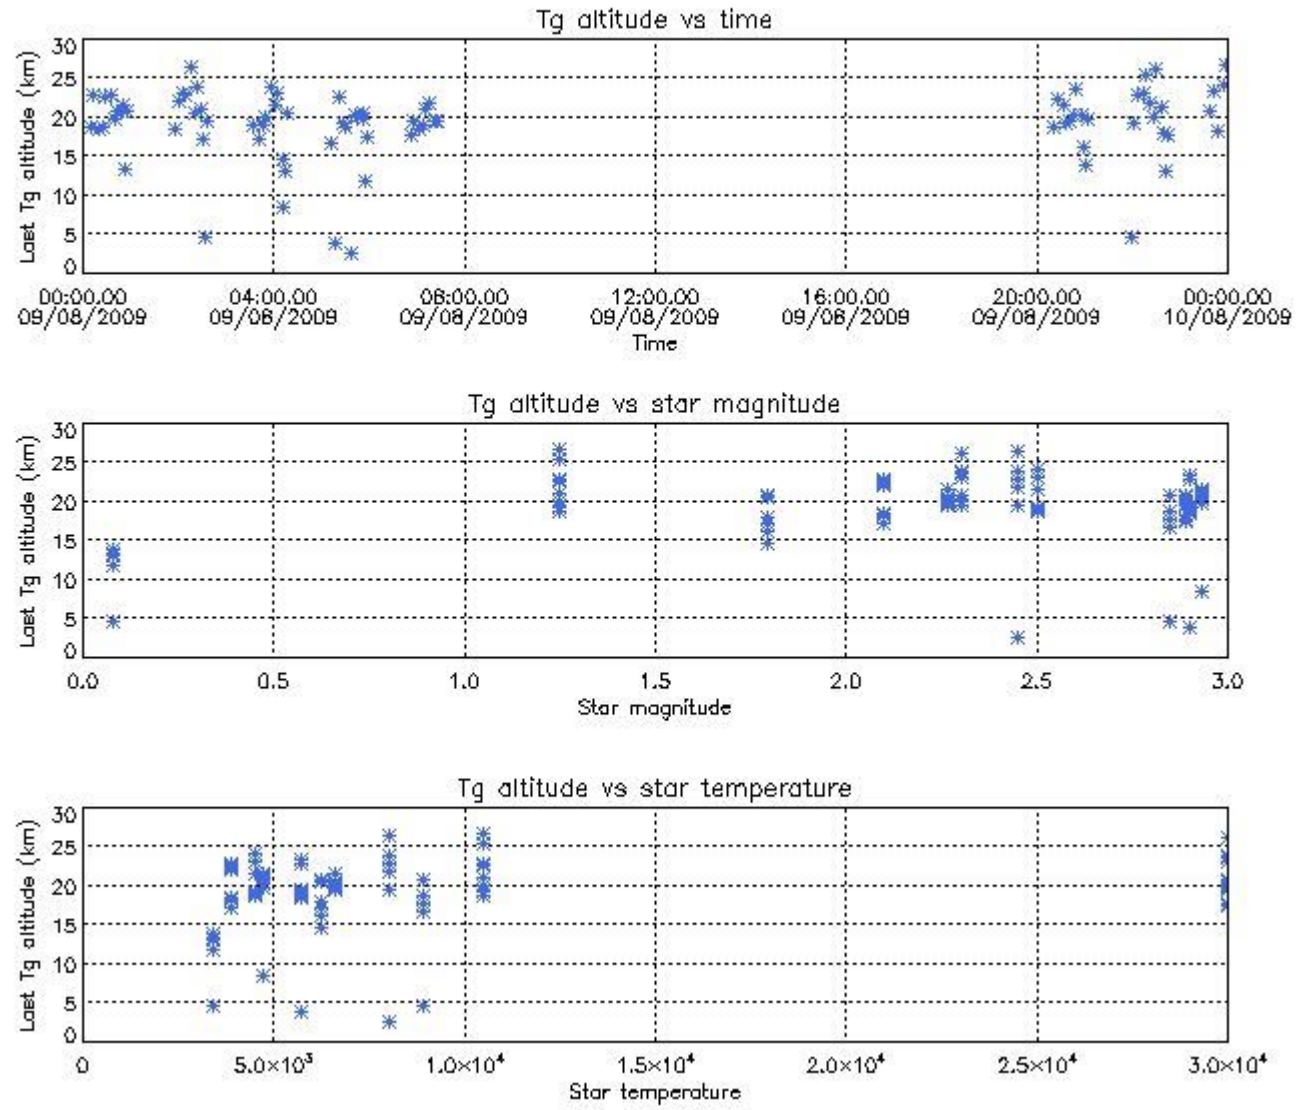 Tg altitude vs time
Last Tg altitude (km)
30
25
20
15
10
5
0
00:00.00 04:00.00 08:00.00 12:00.00 16:00.00 20:00.00 00:00.00
09/08/2009 09/08/2009 09/08/2009 09/08/2009 09/08/2009 09/08/2009 10/08/2009
Time
Tg altitude vs star magnitude
Last Tg altitude (km)
30
25
20
15
10
5
0
0.0 0.5 1.0 1.5 2.0 2.5 3.0
Star magnitude
Tg altitude vs star temperature
Last Tg altitude (km)
30
25
20
15
10
5
0
0 5.0×10³ 1.0×10⁴ 1.5×10⁴ 2.0×10⁴ 2.5×10⁴ 3.0×10⁴
Star temperature